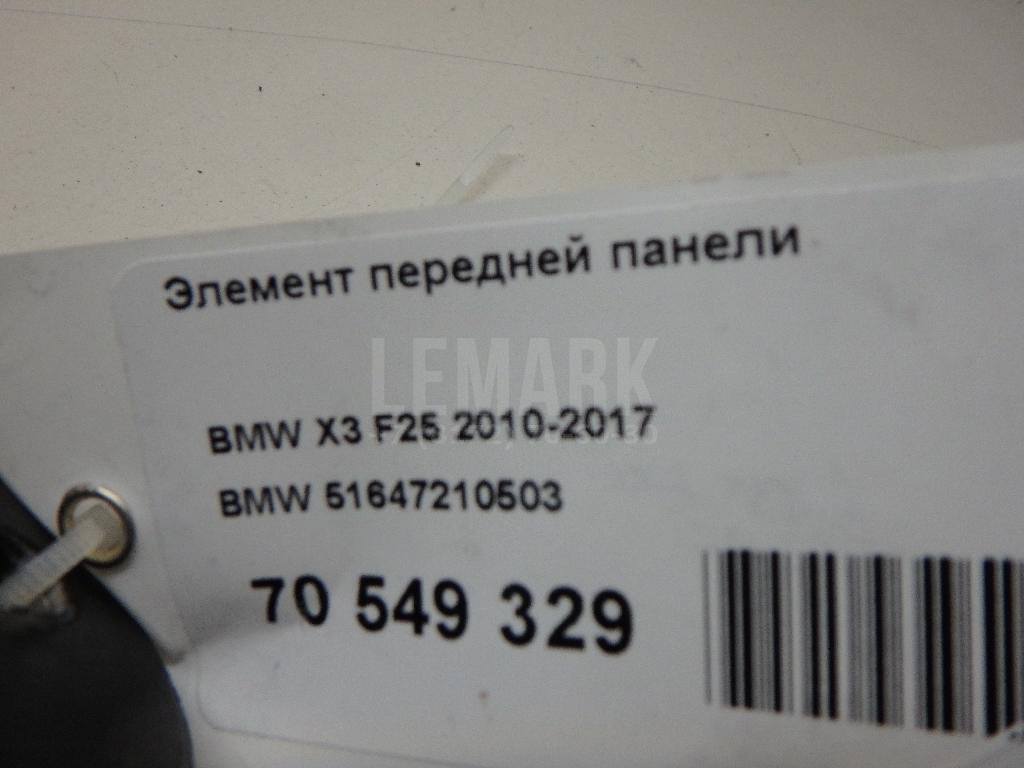 Элемент передней панели
LEMARK
BMW X3 F25 2010-2017
BMW 51647210503
70 549 329